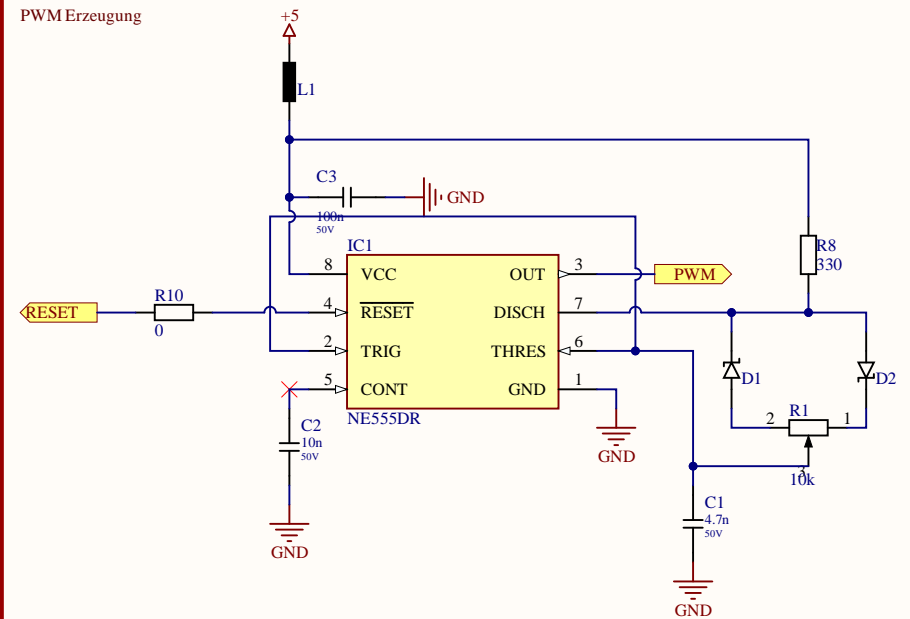 PWM Erzeugung
+5
L1
C3
100n
50V
GND
IC1
R8
330
8 VCC OUT 3
PWM
R10
0
RESET
4 RESET DISCH 7
2 TRIG THRES 6
5 CONT GND 1
NE555DR
D1
D2
R1
2
1
3
10k
C2
10n
50V
GND
GND
C1
4.7n
50V
GND